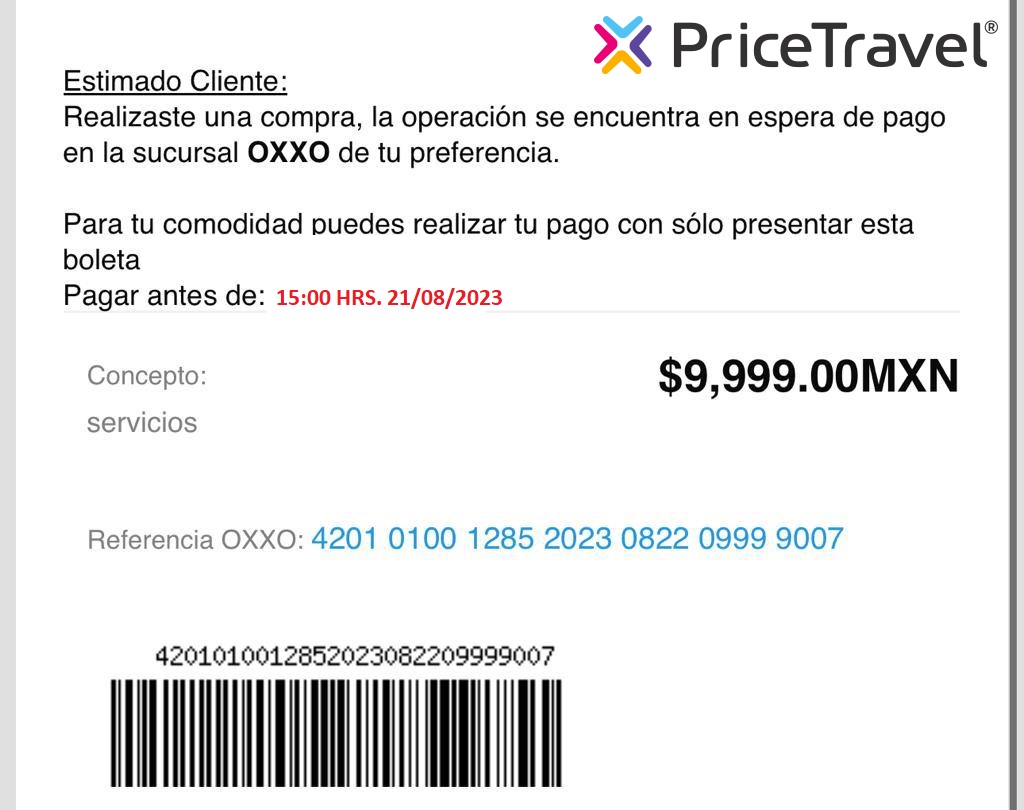 PriceTravel®
Estimado Cliente:
Realizaste una compra, la operación se encuentra en espera de pago
en la sucursal OXXO de tu preferencia.
Para tu comodidad puedes realizar tu pago con sólo presentar esta
boleta
Pagar antes de: 15:00 HRS. 21/08/2023
Concepto:
$9,999.00MXN
servicios
Referencia OXXO: 4201 0100 1285 2023 0822 0999 9007
4201010012852023082209999007